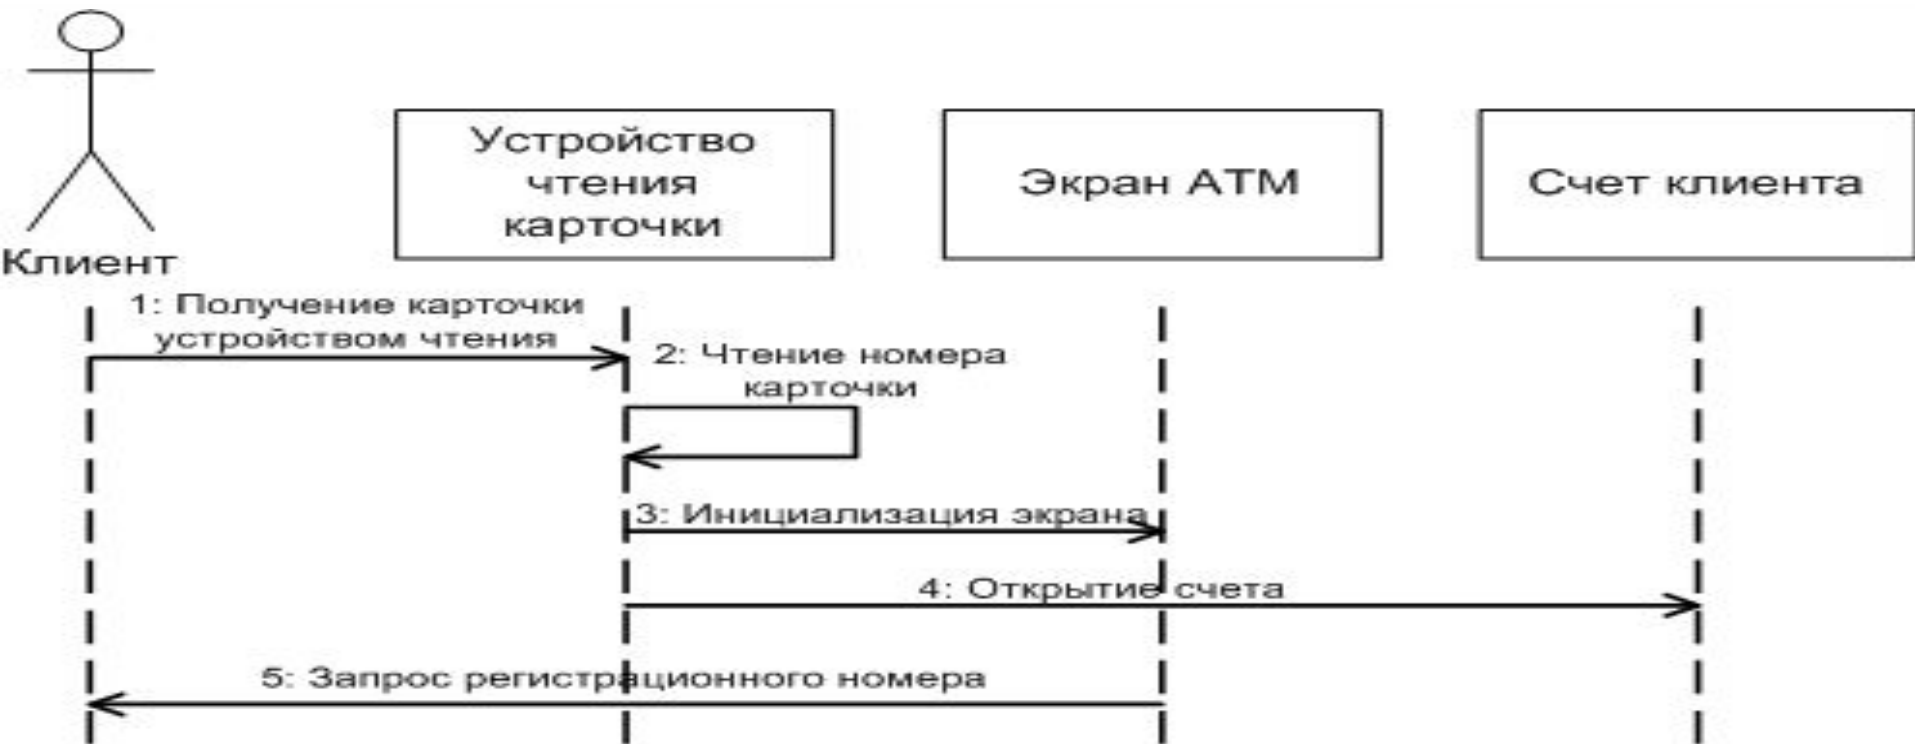 Устройство
чтения
карточки
Экран АТМ
Счет клиента
Клиент
1: Получение карточки
устройством чтения
2: Чтение номера
карточки
3: Инициализация экрана
4: Открытие счета
5: Запрос регистрационного номера